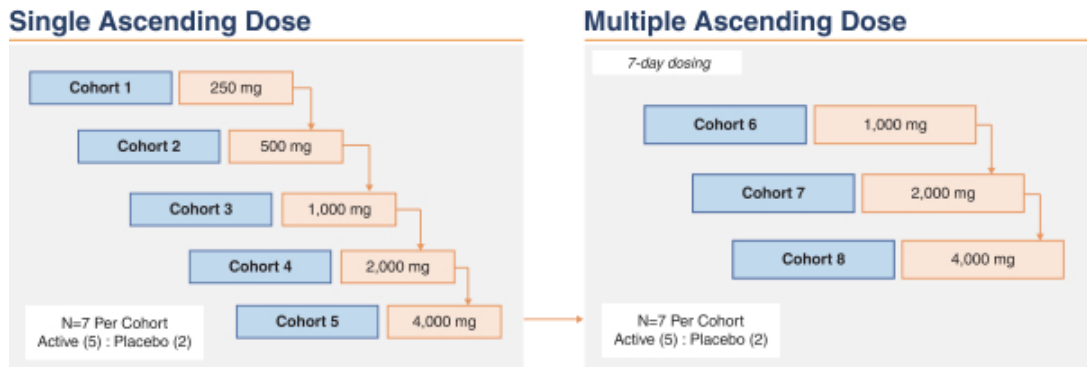 Single Ascending Dose
Cohort 1
250 mg
Cohort 2
500 mg
Cohort 3
1,000 mg
Cohort 4
2,000 mg
Cohort 5
4,000 mg
N=7 Per Cohort
Active (5) : Placebo (2)
Multiple Ascending Dose
7-day dosing
Cohort 6
1,000 mg
Cohort 7
2,000 mg
Cohort 8
4,000 mg
N=7 Per Cohort
Active (5) : Placebo (2)